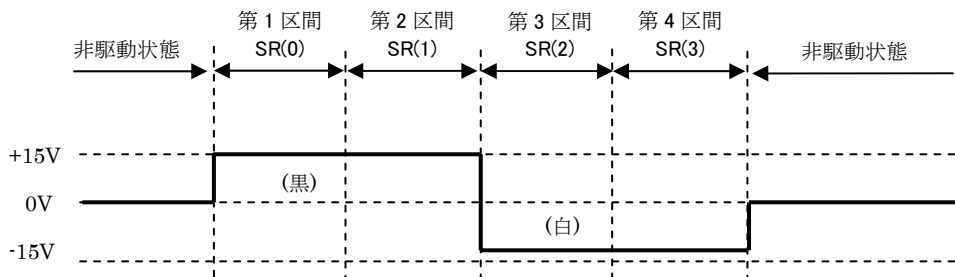 第 1 区間 第 2 区間 第 3 区間 第 4 区間
非駆動状態 SR(0) SR(1) SR(2) SR(3) 非駆動状態
+15V
(黒)
0V
(白)
-15V